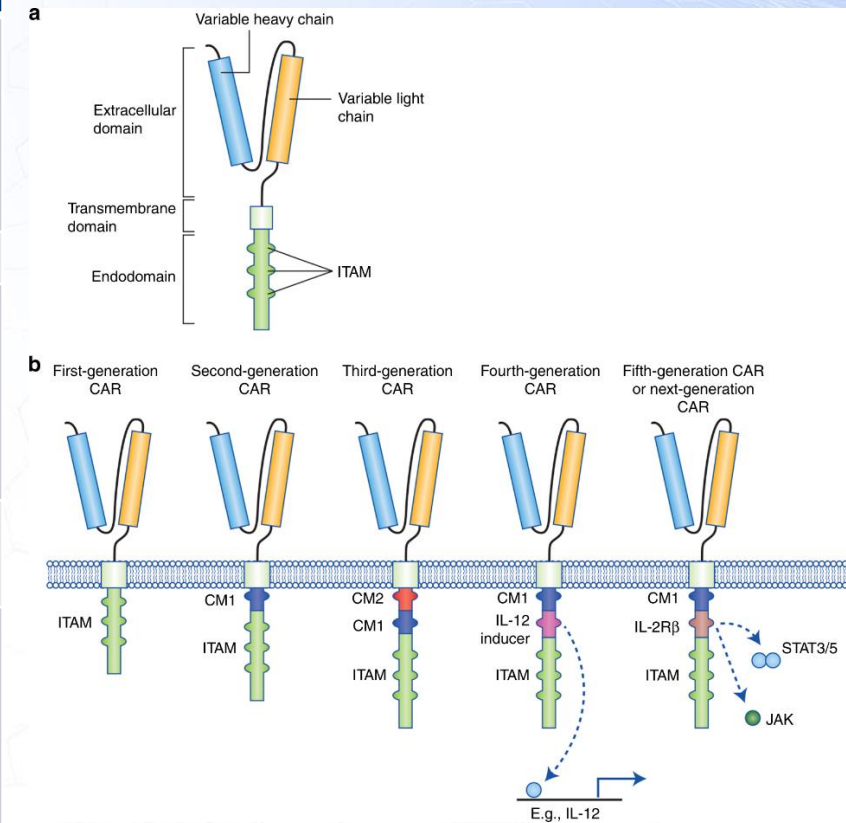 a
Variable heavy chain
Extracellular
domain
Variable light
chain
Transmembrane
domain
Endodomain
ITAM
b
First-generation
CAR
Second-generation
CAR
Third-generation
CAR
Fourth-generation
CAR
Fifth-generation CAR
or next-generation
CAR
ITAM
CM1
ITAM
CM2
CM1
ITAM
CM1
IL-12
inducer
ITAM
E.g., IL-12
CM1
IL-2Rβ
ITAM
STAT3/5
JAK